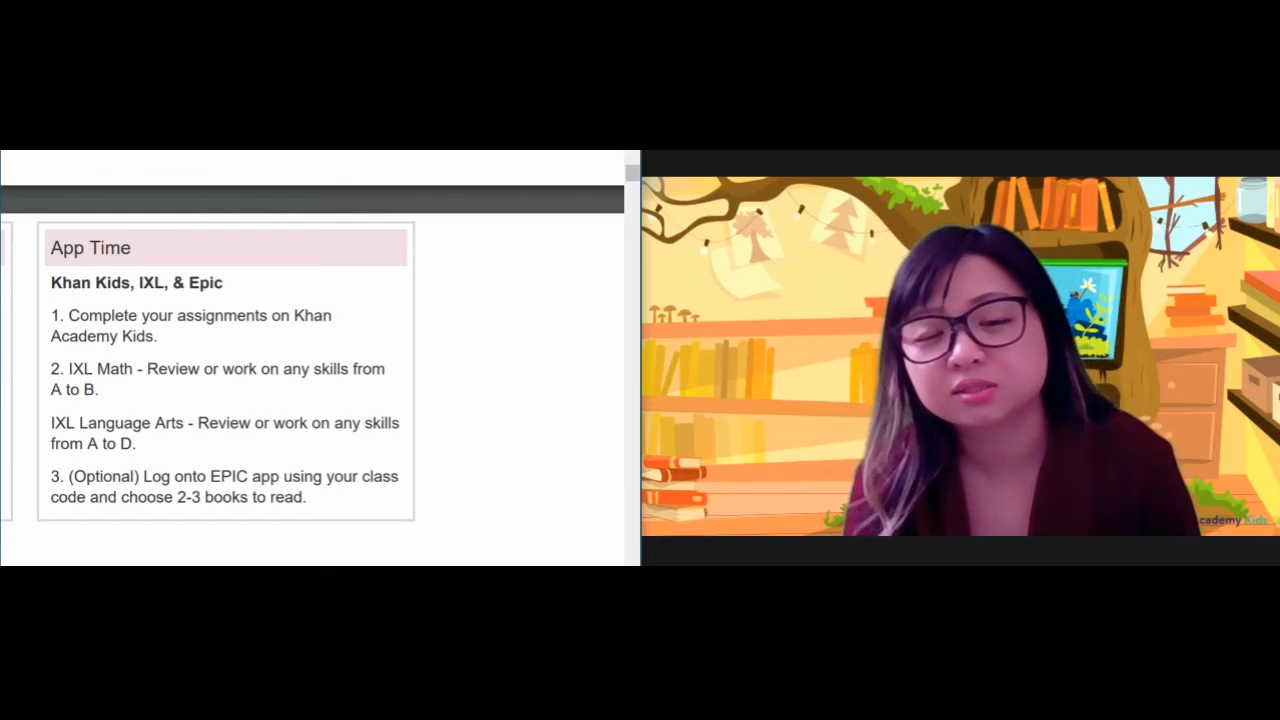 App Time
Khan Kids, IXL, & Epic
1. Complete your assignments on Khan
Academy Kids.
2. IXL Math - Review or work on any skills from
A to B.
IXL Language Arts - Review or work on any skills
from A to D.
3. (Optional) Log onto EPIC app using your class
code and choose 2-3 books to read.
cademy Kids